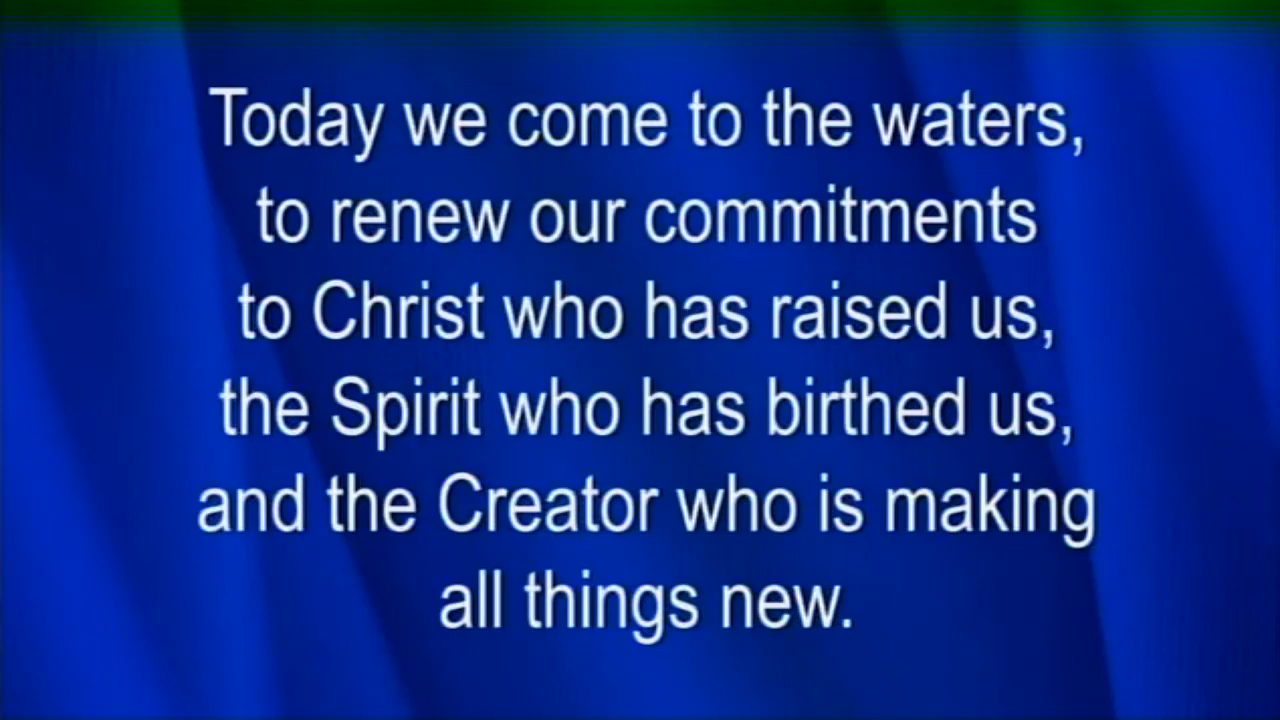 Today we come to the waters,
to renew our commitments
to Christ who has raised us,
the Spirit who has birthed us,
and the Creator who is making
all things new.